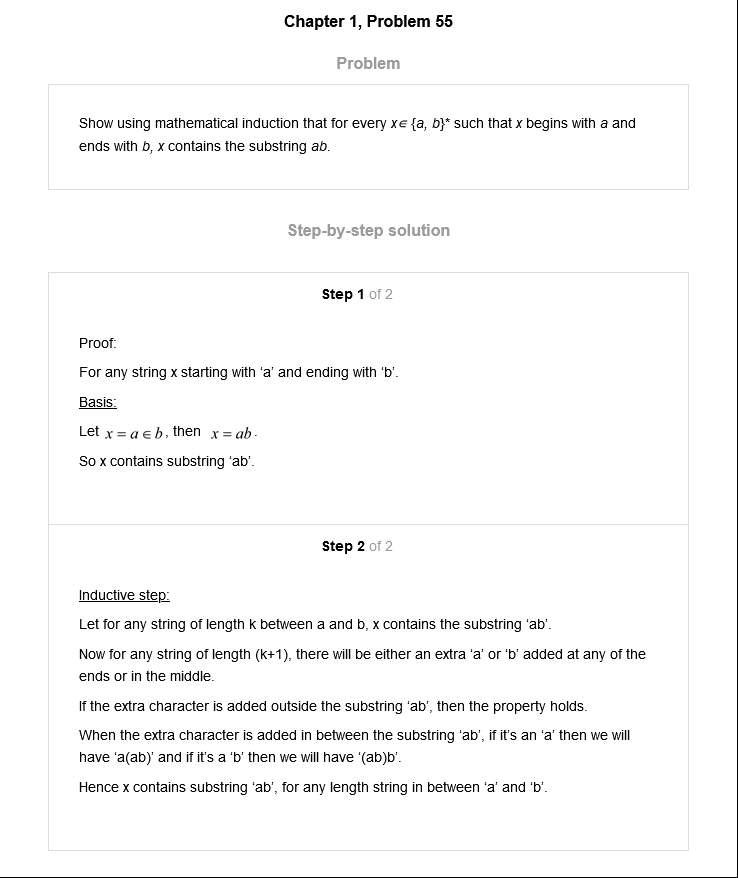 Chapter 1, Problem 55
Problem
Show using mathematical induction that for every x∈ {a, b}* such that x begins with a and
ends with b, x contains the substring ab.
Step-by-step solution
Step 1 of 2
Proof:
For any string x starting with ‘a’ and ending with ‘b’.
Basis:
Let x = a ∈ b, then x = ab.
So x contains substring ‘ab’.
Step 2 of 2
Inductive step:
Let for any string of length k between a and b, x contains the substring ‘ab’.
Now for any string of length (k+1), there will be either an extra ‘a’ or ‘b’ added at any of the
ends or in the middle.
If the extra character is added outside the substring ‘ab’, then the property holds.
When the extra character is added in between the substring ‘ab’, if it’s an ‘a’ then we will
have ‘a(ab)’ and if it’s a ‘b’ then we will have ‘(ab)b’.
Hence x contains substring ‘ab’, for any length string in between ‘a’ and ‘b’.